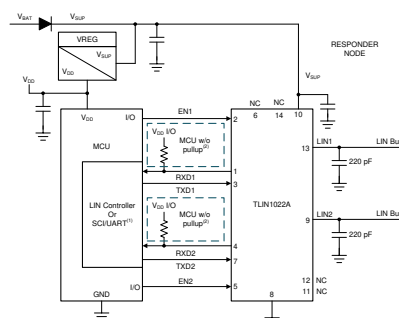 VBAT
VSUP
VREG
VSUP
VDD
VDD
RESPONDER
NODE
VSUP
VDD
I/O
EN1
2
NC
6
NC
14
10
MCU
VDD I/O
MCU w/o
pullup(2)
1
RXD1
3
TXD1
13
LIN1
LIN Bu
220 pF
LIN Controller
Or
SCI/UART(1)
VDD I/O
MCU w/o
pullup(2)
TLIN1022A
4
RXD2
7
TXD2
9
LIN2
LIN Bu
220 pF
12
NC
11
NC
GND
I/O
EN2
5
8